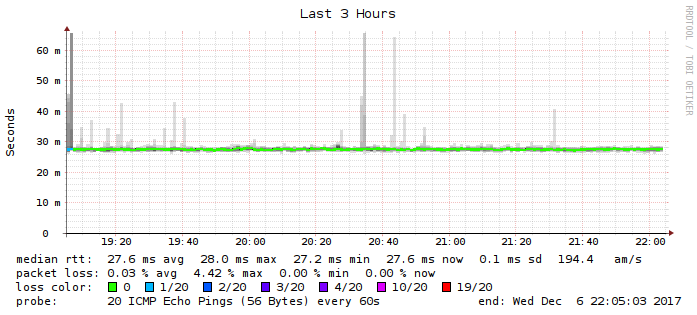 Last 3 Hours
RRDTOOL / TOBI OETIKER
Seconds
60 m
50 m
40 m
30 m
20 m
10 m
0
19:20 19:40 20:00 20:20 20:40 21:00 21:20 21:40 22:00
median rtt: 27.6 ms avg 28.0 ms max 27.2 ms min 27.6 ms now 0.1 ms sd 194.4 am/s
packet loss: 0.03 % avg 4.42 % max 0.00 % min 0.00 % now
loss color: 0 1/20 2/20 3/20 4/20 10/20 19/20
probe: 20 ICMP Echo Pings (56 Bytes) every 60s end: Wed Dec 6 22:05:03 2017